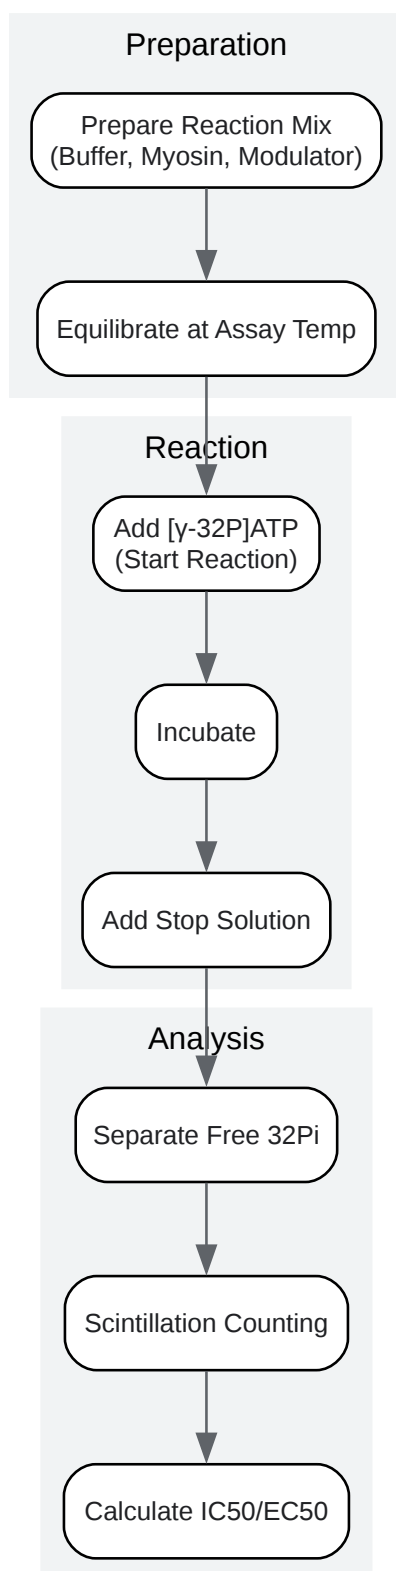 Preparation
Prepare Reaction Mix
(Buffer, Myosin, Modulator)
Equilibrate at Assay Temp
Reaction
Add [γ-32P]ATP
(Start Reaction)
Incubate
Add Stop Solution
Analysis
Separate Free 32Pi
Scintillation Counting
Calculate IC50/EC50